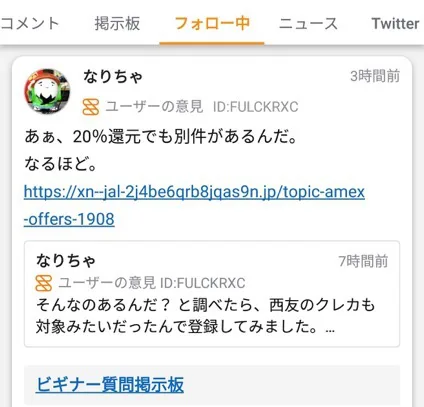 コメント 掲示板 フォロー中 ニュース Twitter
なりちゃ 3時間前
ユーザーの意見 ID:FULCKRXC
あぁ、20%還元でも別件があるんだ。
なるほど。
https://xn--jal-2j4be6qrb8jqas9n.jp/topic-amex
-offers-1908
なりちゃ 7時間前
ユーザーの意見 ID:FULCKRXC
そんなのあるんだ？ と調べたら、西友のクレカも
対象みたいだったんで登録してみました。...
ビギナー質問掲示板